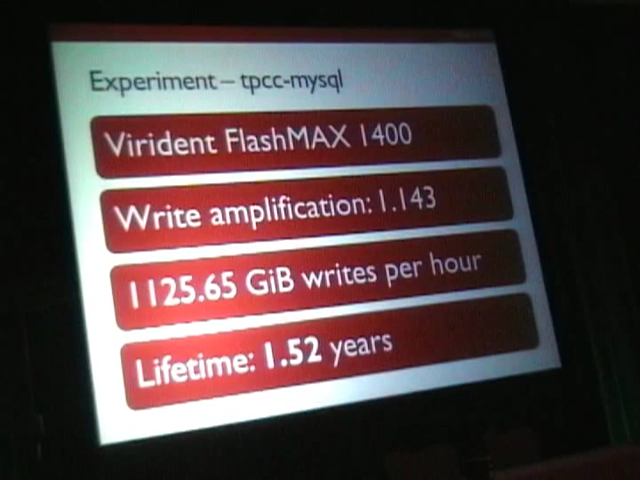 Experiment – tpcc-mysql
Virident FlashMAX 1400
Write amplification: 1.143
1125.65 GiB writes per hour
Lifetime: 1.52 years